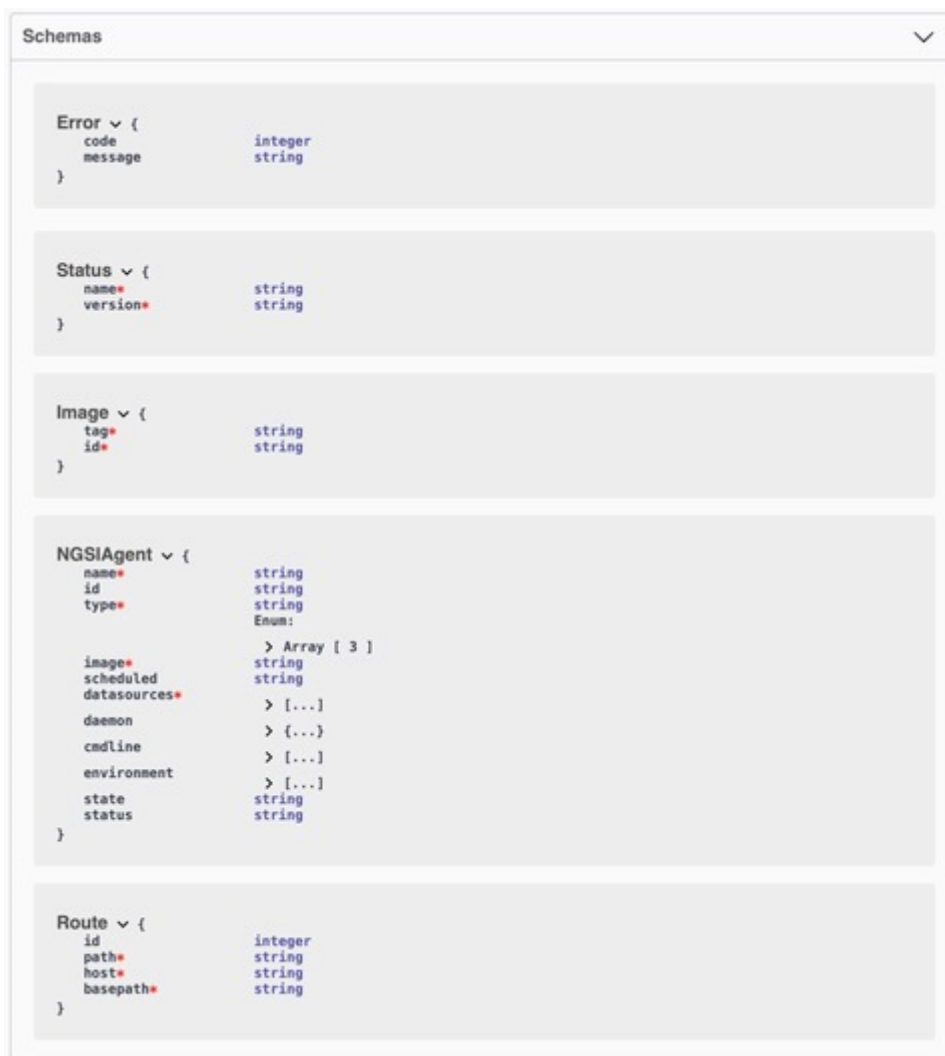 Schemas
Error {
code integer
message string
}
Status {
name* string
version* string
}
Image {
tag* string
id* string
}
NGSIAgent {
name* string
id string
type* string
Enum:
> Array [ 3 ]
image* string
scheduled string
datasources* > [...]
daemon > {...}
cmdline > [...]
environment > [...]
state string
status string
}
Route {
id integer
path* string
host* string
basepath* string
}